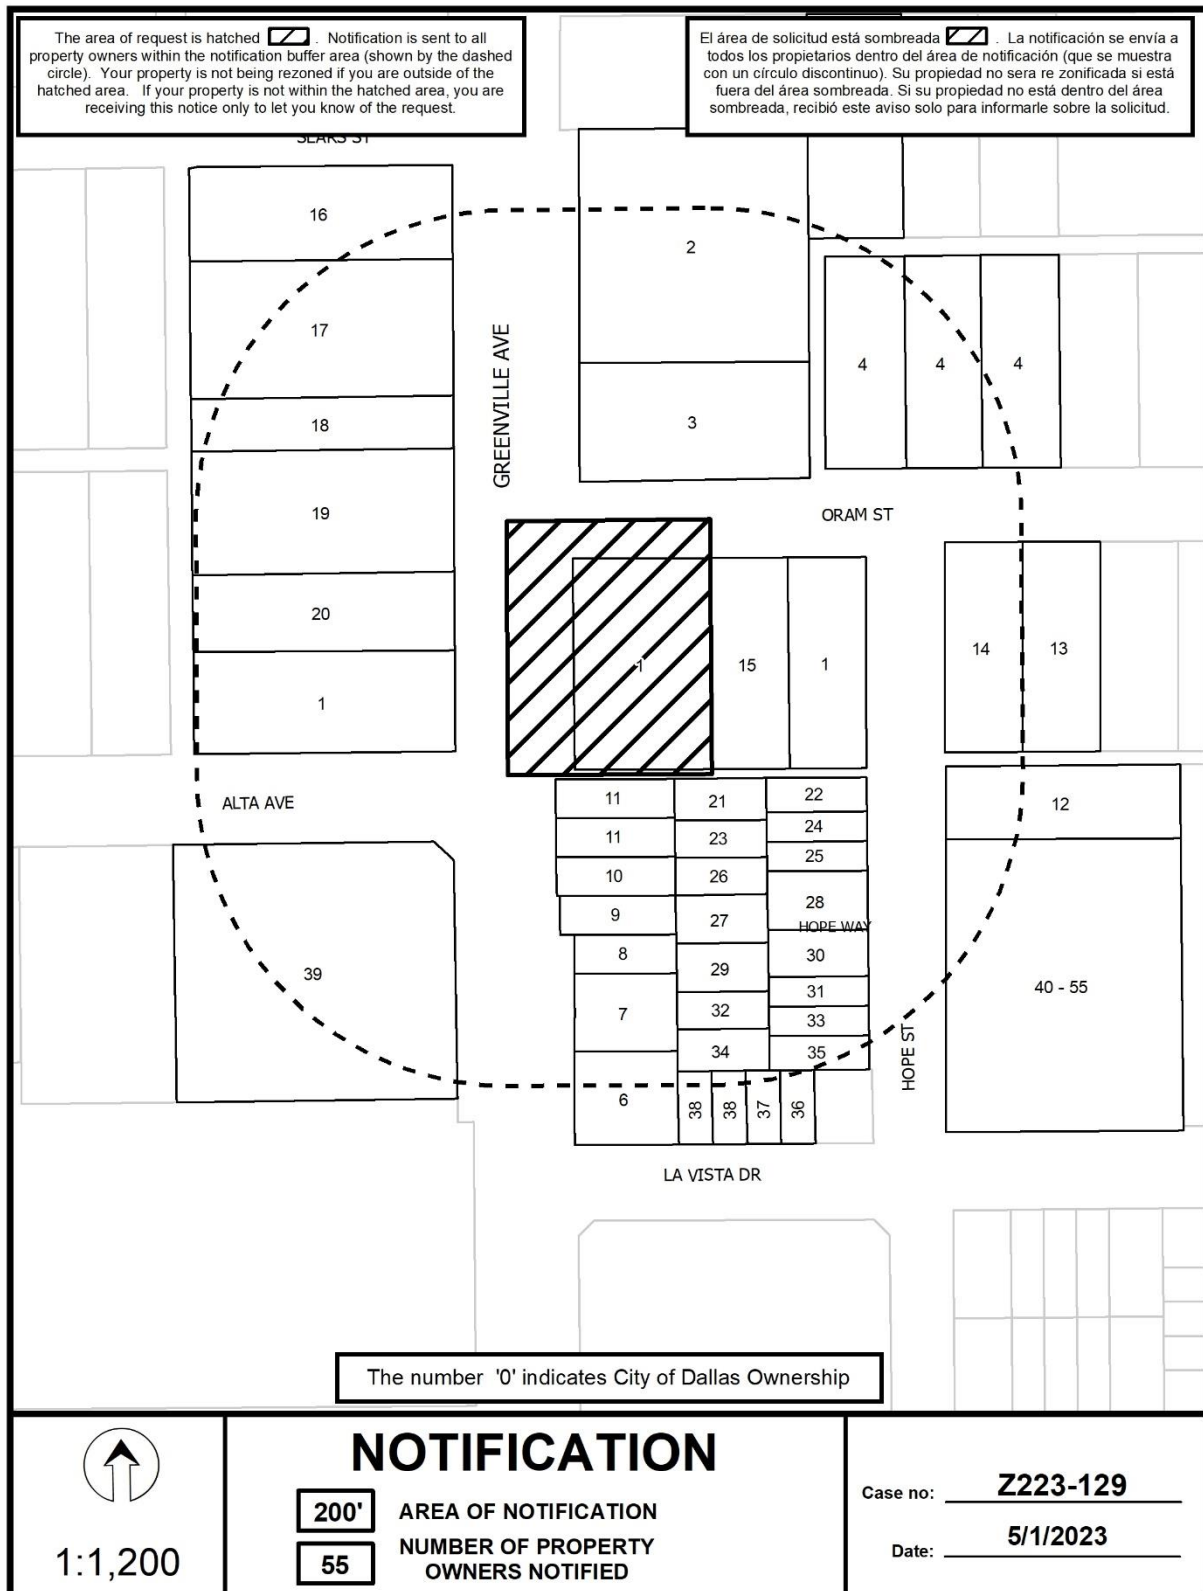 The area of request is hatched . Notification is sent to all
property owners within the notification buffer area (shown by the dashed
circle). Your property is not being rezoned if you are outside of the
hatched area. If your property is not within the hatched area, you are
receiving this notice only to let you know of the request.
El área de solicitud está sombreada . La notificación se envía a
todos los propietarios dentro del área de notificación (que se muestra
con un círculo discontinuo). Su propiedad no sera re zonificada si está
fuera del área sombreada. Si su propiedad no está dentro del área
sombreada, recibió este aviso solo para informarle sobre la solicitud.
SEARS ST
16
2
17
GREENVILLE AVE
4
4
4
18
3
19
ORAM ST
20
1
15
1
14
13
1
ALTA AVE
11
21
22
12
11
23
24
10
26
25
9
27
28
HOPE WAY
8
29
30
39
7
32
31
40 - 55
33
34
35
HOPE ST
6
38
38
37
36
LA VISTA DR
The number '0' indicates City of Dallas Ownership
1:1,200
NOTIFICATION
200' AREA OF NOTIFICATION
55 NUMBER OF PROPERTY
OWNERS NOTIFIED
Case no: Z223-129
Date: 5/1/2023